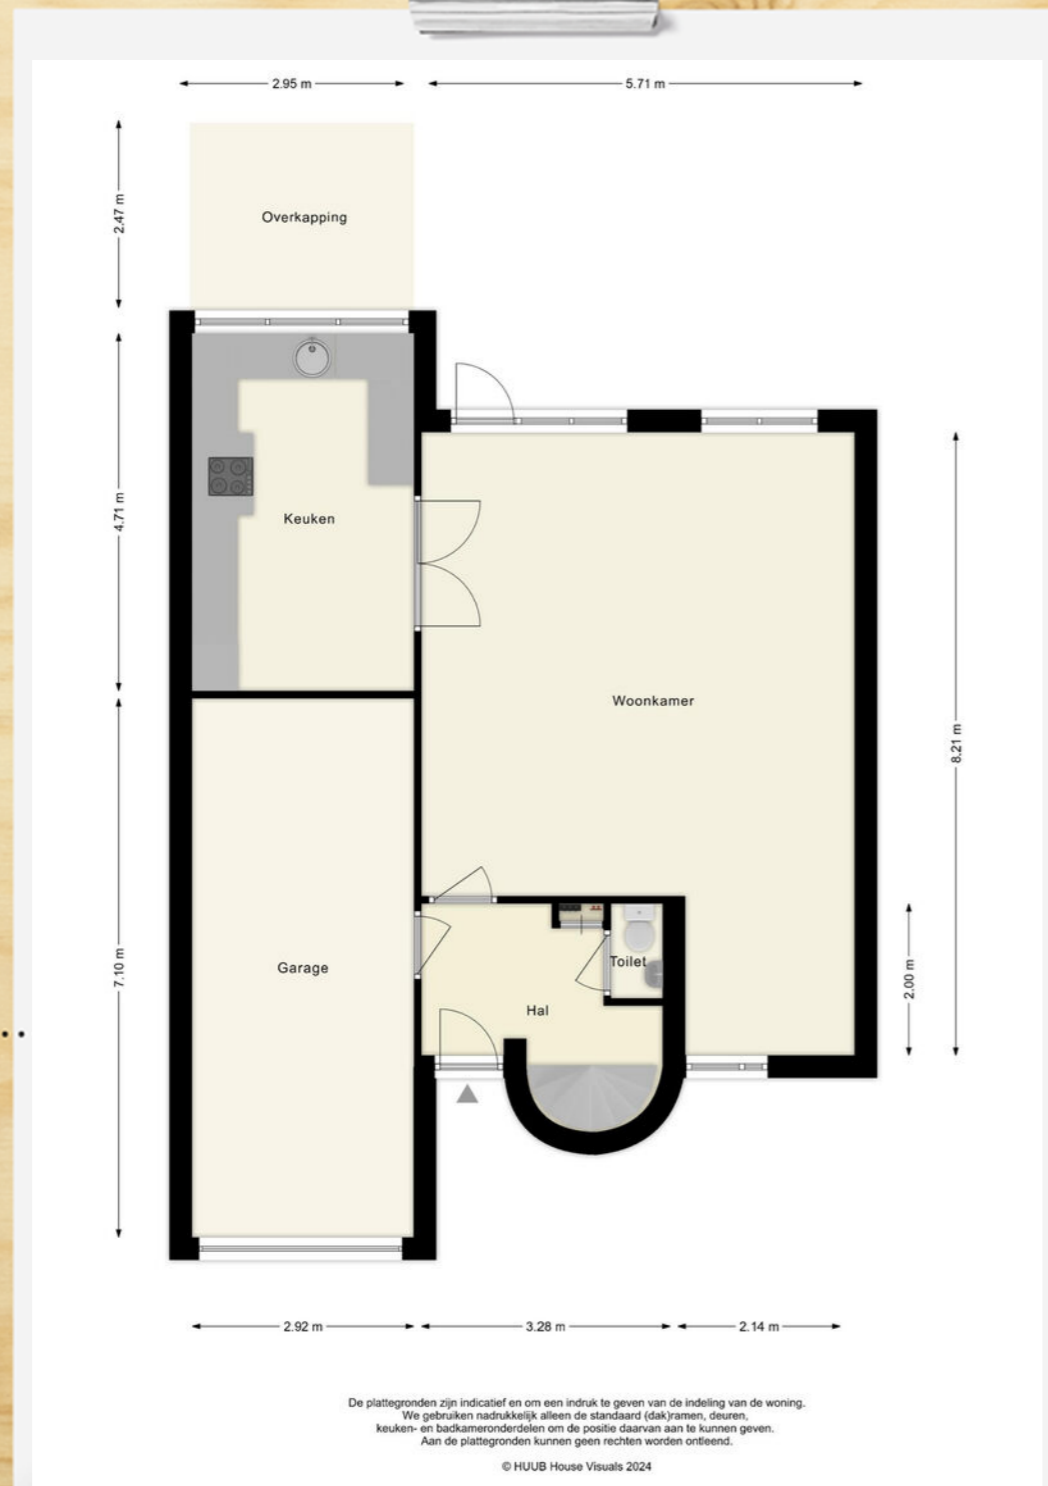 2.95 m
5.71 m
2.47 m
Overkapping
4.71 m
Keuken
Woonkamer
8.21 m
7.10 m
Garage
Toilet
2.00 m
Hal
2.92 m
3.28 m
2.14 m
De plattegronden zijn indicatief en om een indruk te geven van de indeling van de woning.
We gebruiken nadrukkelijk alleen de standaard (dak)ramen, deuren,
keuken- en badkameronderdelen om de positie daarvan aan te kunnen geven.
Aan de plattegronden kunnen geen rechten worden ontleend.
© HUUB House Visuals 2024